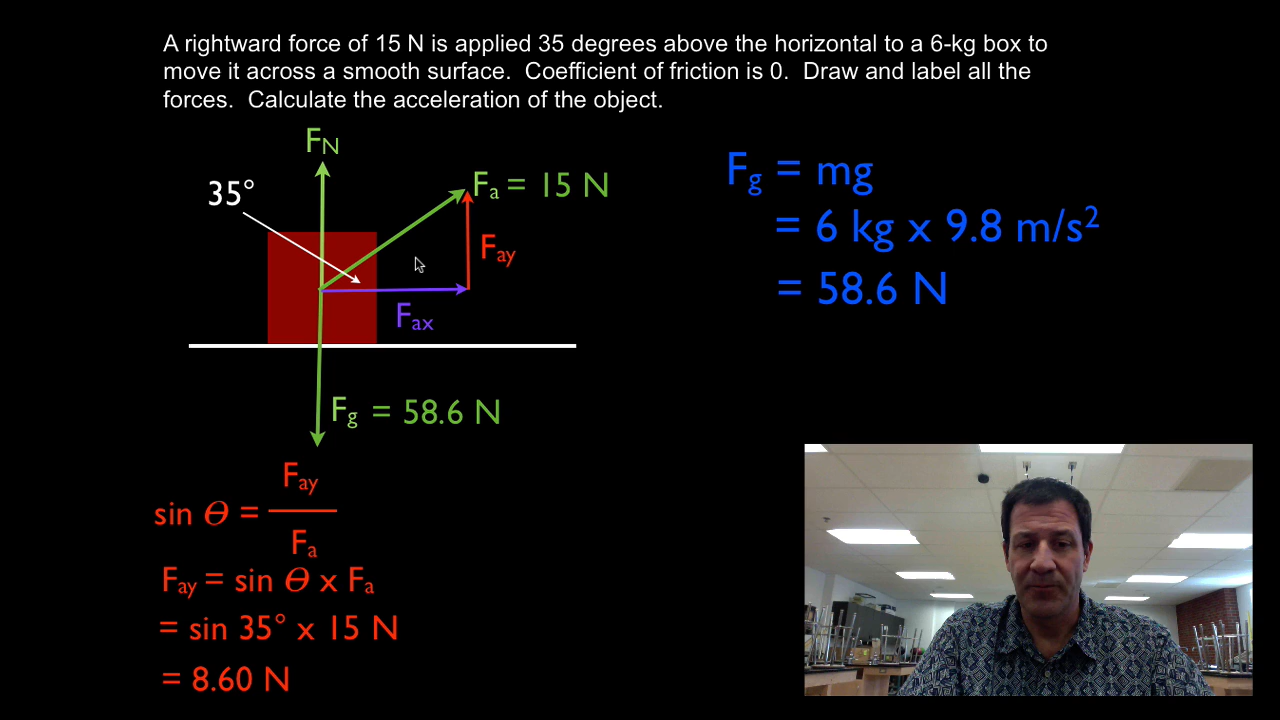 A rightward force of 15 N is applied 35 degrees above the horizontal to a 6-kg box to
move it across a smooth surface.  Coefficient of friction is 0.  Draw and label all the
forces.  Calculate the acceleration of the object.
FN
35°
Fa = 15 N
Fay
Fax
Fg = 58.6 N
Fg = mg
= 6 kg x 9.8 m/s²
= 58.6 N
sin Θ = Fay
Fa
Fay = sin Θ x Fa
= sin 35° x 15 N
= 8.60 N